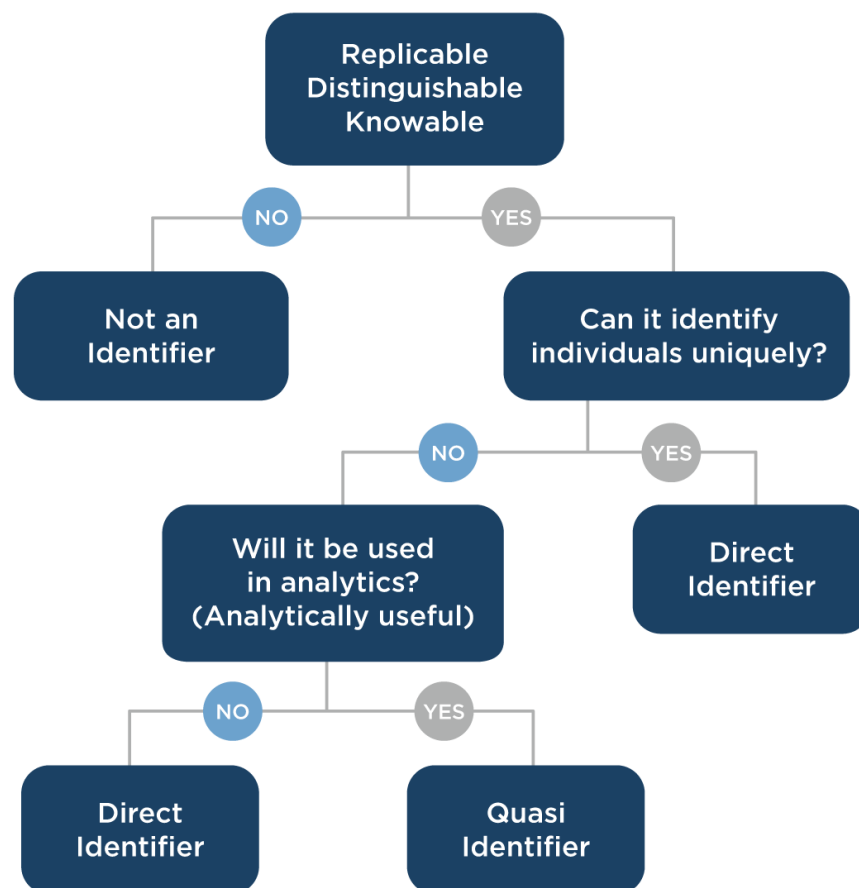 Replicable
Distinguishable
Knowable
NO
YES
Not an
Identifier
Can it identify
individuals uniquely?
NO
YES
Will it be used
in analytics?
(Analytically useful)
Direct
Identifier
NO
YES
Direct
Identifier
Quasi
Identifier